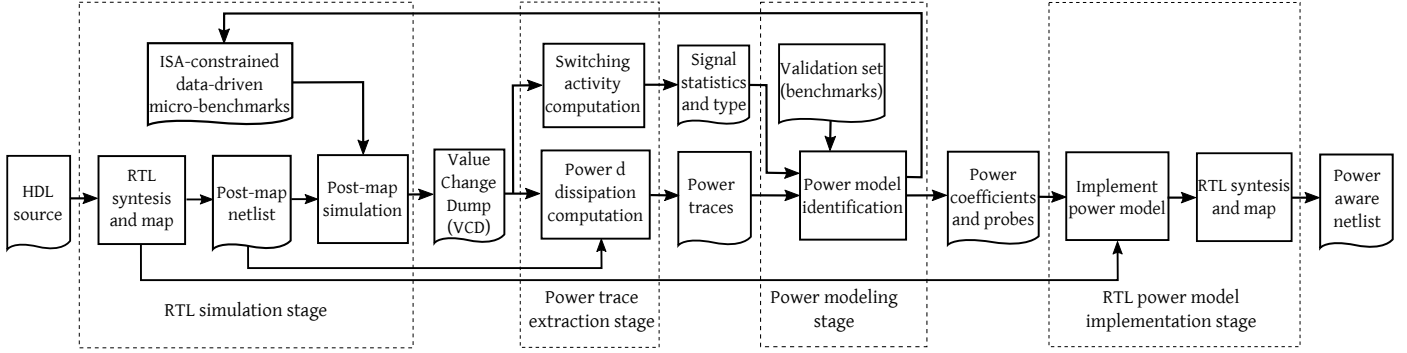 HDL
source
RTL
syntesis
and map
Post-map
netlist
ISA-constrained
data-driven
micro-benchmarks
Post-map
simulation
RTL simulation stage
Value
Change
Dump
(VCD)
Switching
activity
computation
Power d
dissipation
computation
Power trace
extraction stage
Signal
statistics
and type
Power
traces
Validation set
(benchmarks)
Power model
identification
Power modeling
stage
Power
coefficients
and probes
Implement
power model
RTL syntesis
and map
RTL power model
implementation stage
Power
aware
netlist